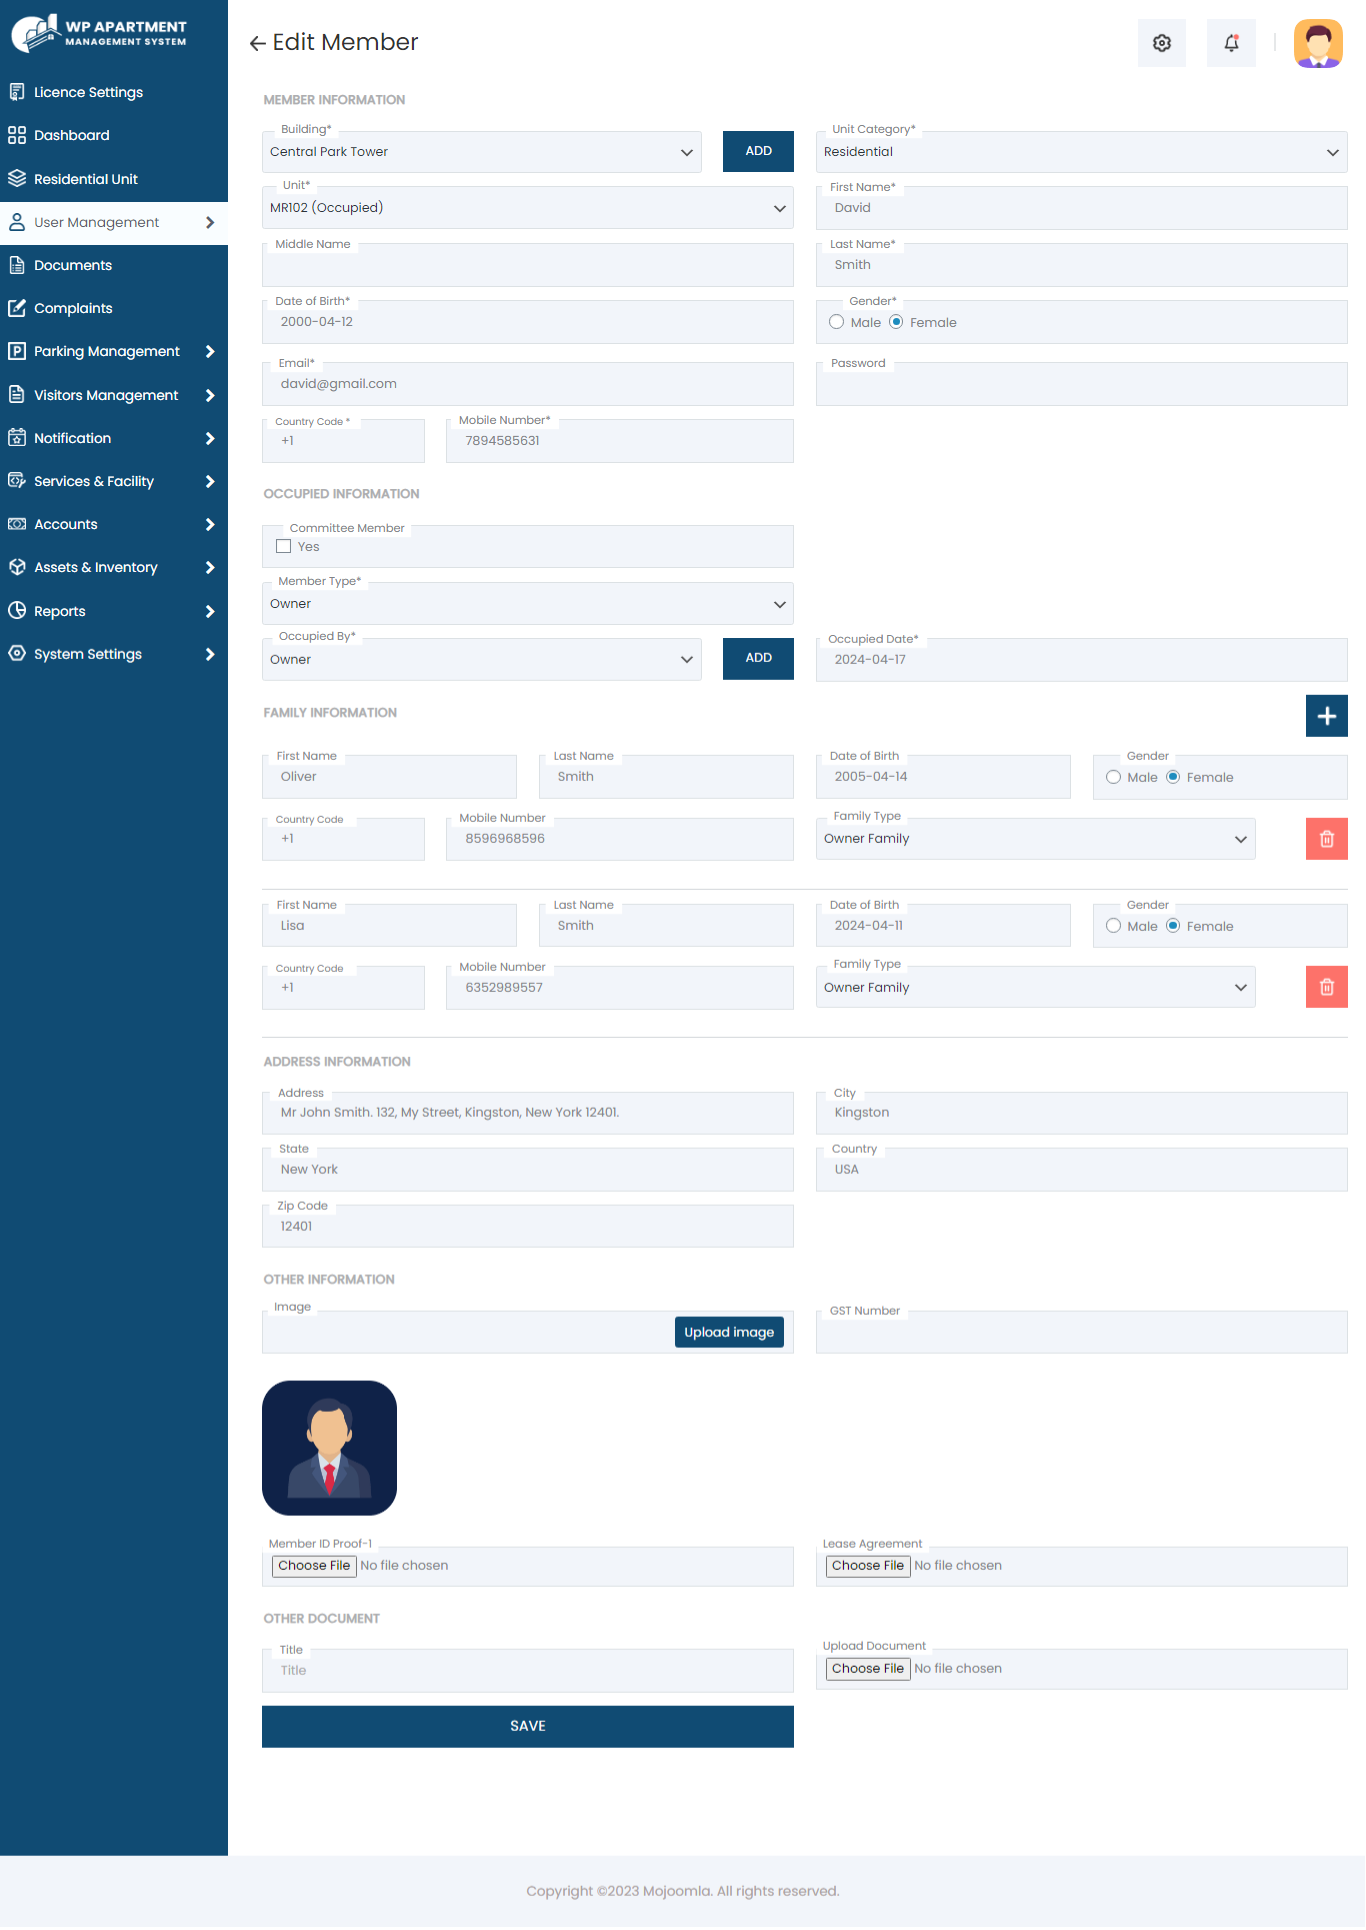 WP APARTMENT
MANAGEMENT SYSTEM
Licence Settings
Dashboard
Residential Unit
User Management
Documents
Complaints
Parking Management
Visitors Management
Notification
Services & Facility
Accounts
Assets & Inventory
Reports
System Settings
Edit Member
MEMBER INFORMATION
Building*
Central Park Tower
ADD
Unit Category*
Residential
Unit*
MR102 (Occupied)
First Name*
David
Middle Name
Last Name*
Smith
Date of Birth*
2000-04-12
Gender*
Male Female
Email*
david@gmail.com
Password
Country Code *
+1
Mobile Number*
7894585631
OCCUPIED INFORMATION
Committee Member
Yes
Member Type*
Owner
Occupied By*
Owner
ADD
Occupied Date*
2024-04-17
FAMILY INFORMATION
First Name
Oliver
Last Name
Smith
Date of Birth
2005-04-14
Gender
Male Female
Country Code
+1
Mobile Number
8596968596
Family Type
Owner Family
First Name
Lisa
Last Name
Smith
Date of Birth
2024-04-11
Gender
Male Female
Country Code
+1
Mobile Number
6352989557
Family Type
Owner Family
ADDRESS INFORMATION
Address
Mr John Smith. 132, My Street, Kingston, New York 12401.
City
Kingston
State
New York
Country
USA
Zip Code
12401
OTHER INFORMATION
Image
Upload image
GST Number
Member ID Proof-1
Choose File No file chosen
Lease Agreement
Choose File No file chosen
OTHER DOCUMENT
Title
Title
Upload Document
Choose File No file chosen
SAVE
Copyright ©2023 Mojoomla. All rights reserved.